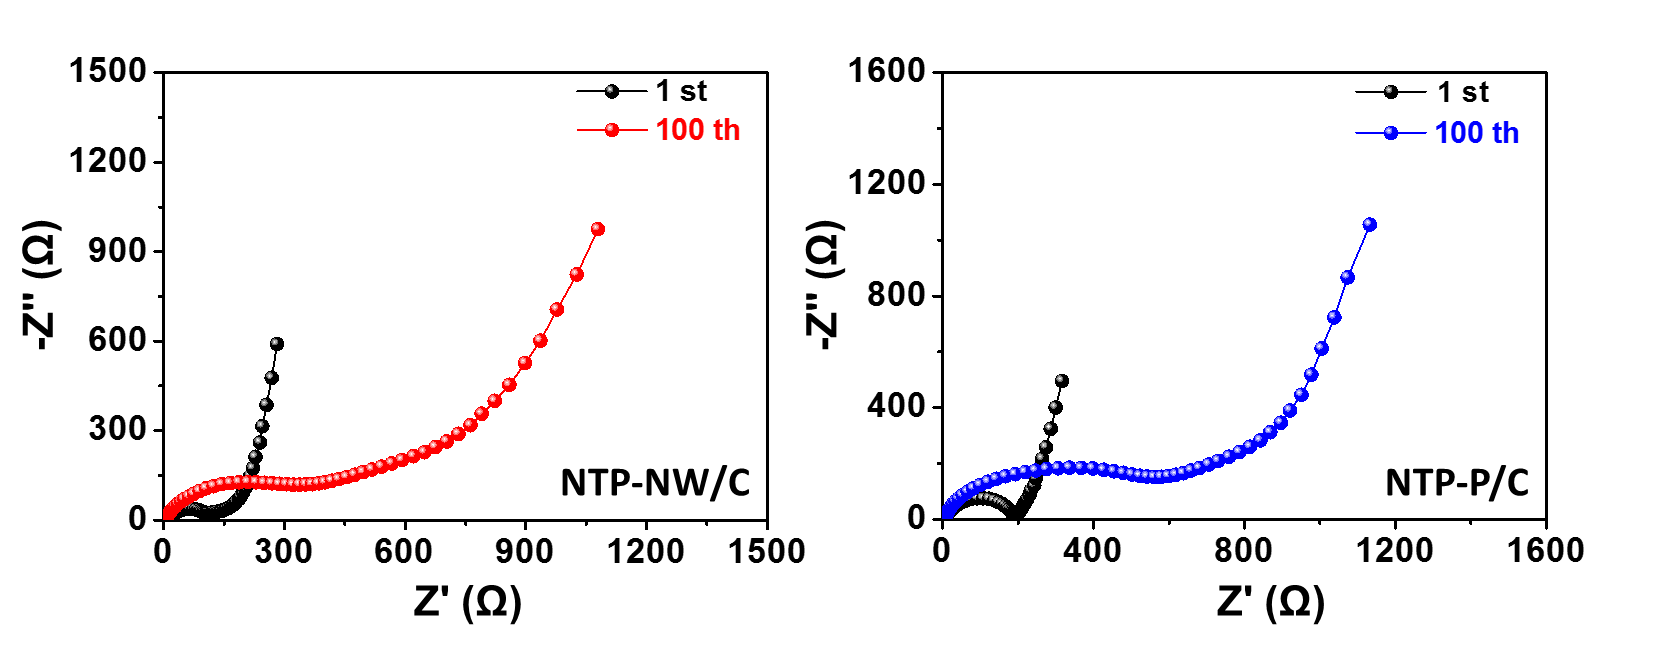 1500
1200
900
600
300
0
-Z'' (Ω)
1 st
100 th
NTP-NW/C
0 300 600 900 1200 1500
Z' (Ω)
1600
1200
800
400
0
-Z'' (Ω)
1 st
100 th
NTP-P/C
0 400 800 1200 1600
Z' (Ω)